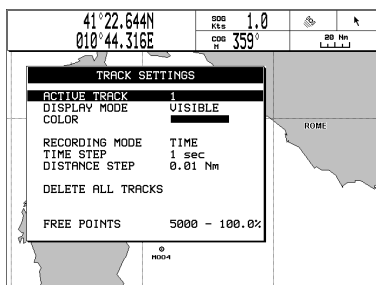 41°22.644N
010°44.316E
SOG Kts 1.0
COG M 359°
20 Nm
TRACK SETTINGS
ACTIVE TRACK 1
DISPLAY MODE VISIBLE
COLOR
RECORDING MODE TIME
TIME STEP 1 sec
DISTANCE STEP 0.01 Nm
DELETE ALL TRACKS
FREE POINTS 5000 - 100.0%
ROME
M004